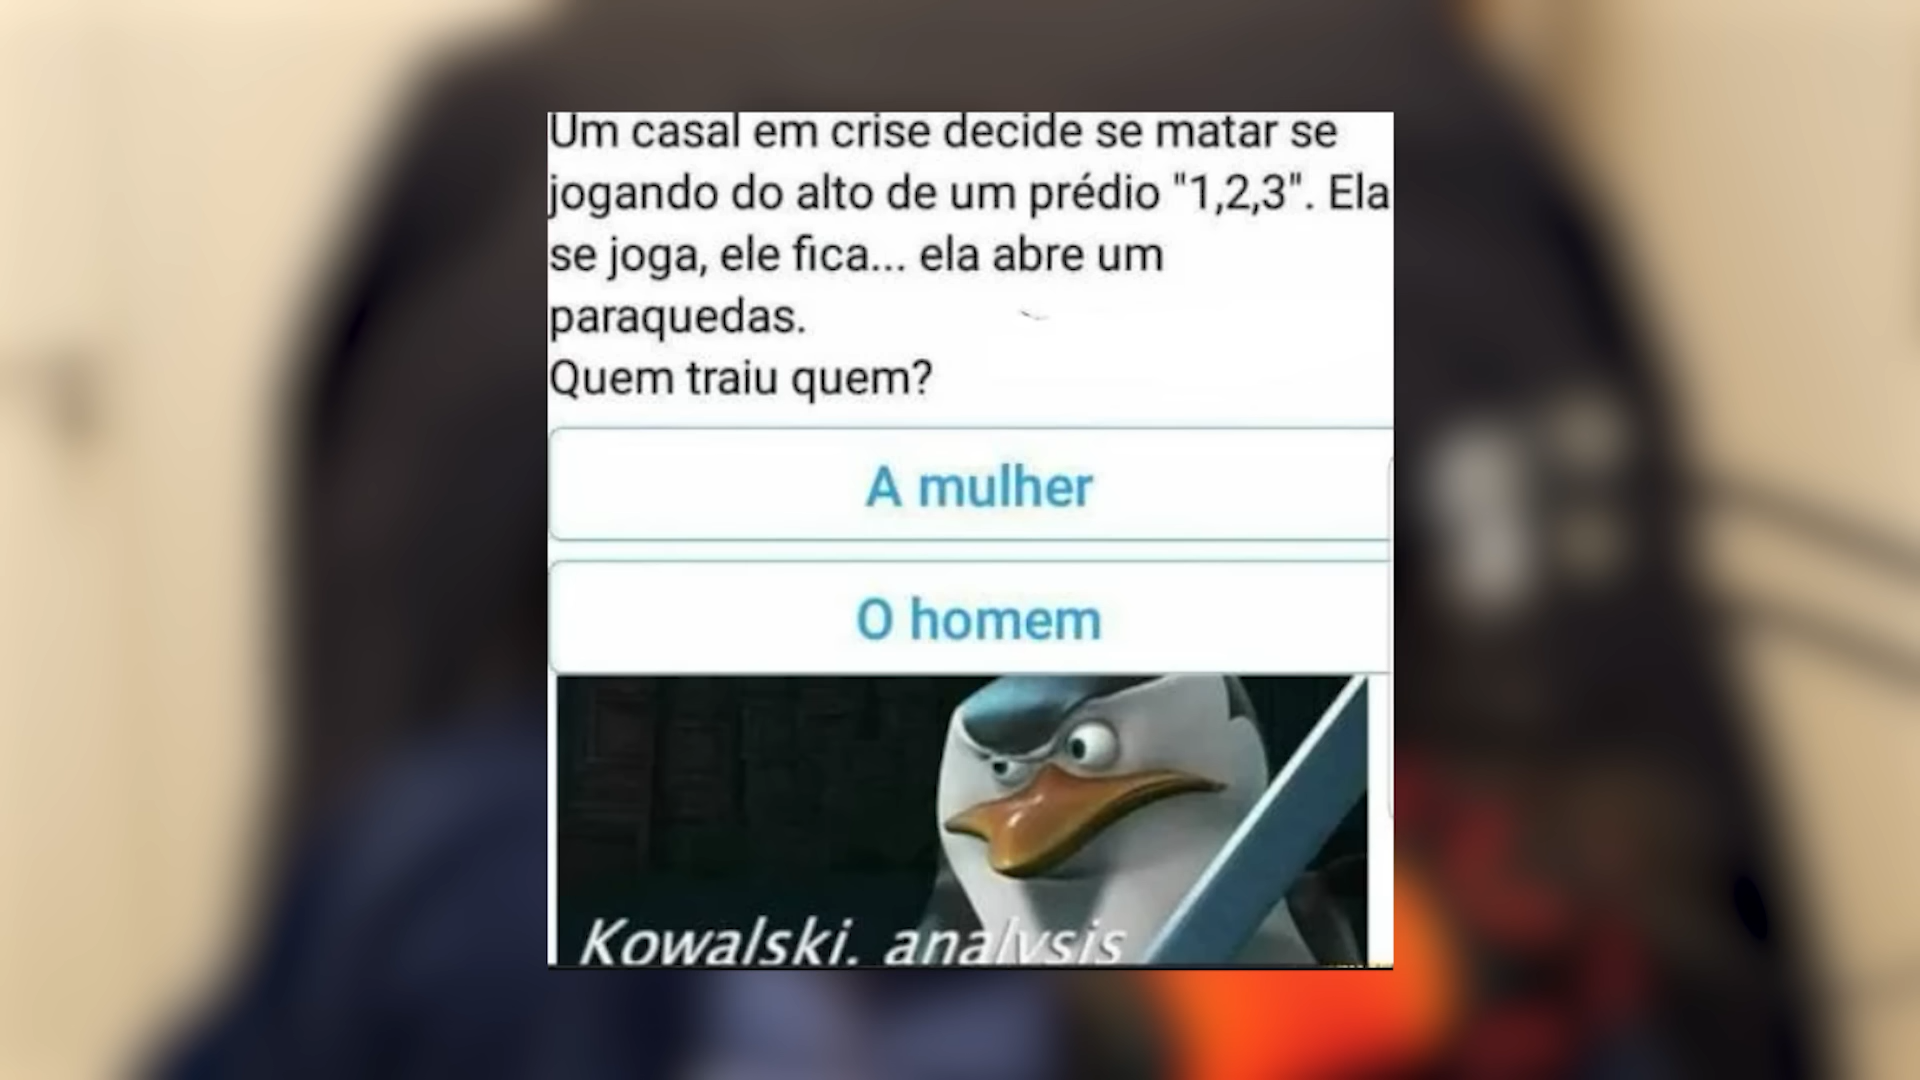 Um casal em crise decide se matar se
jogando do alto de um prédio "1,2,3". Ela
se joga, ele fica... ela abre um
paraquedas.
Quem traiu quem?
A mulher
O homem
Kowalski, analysis